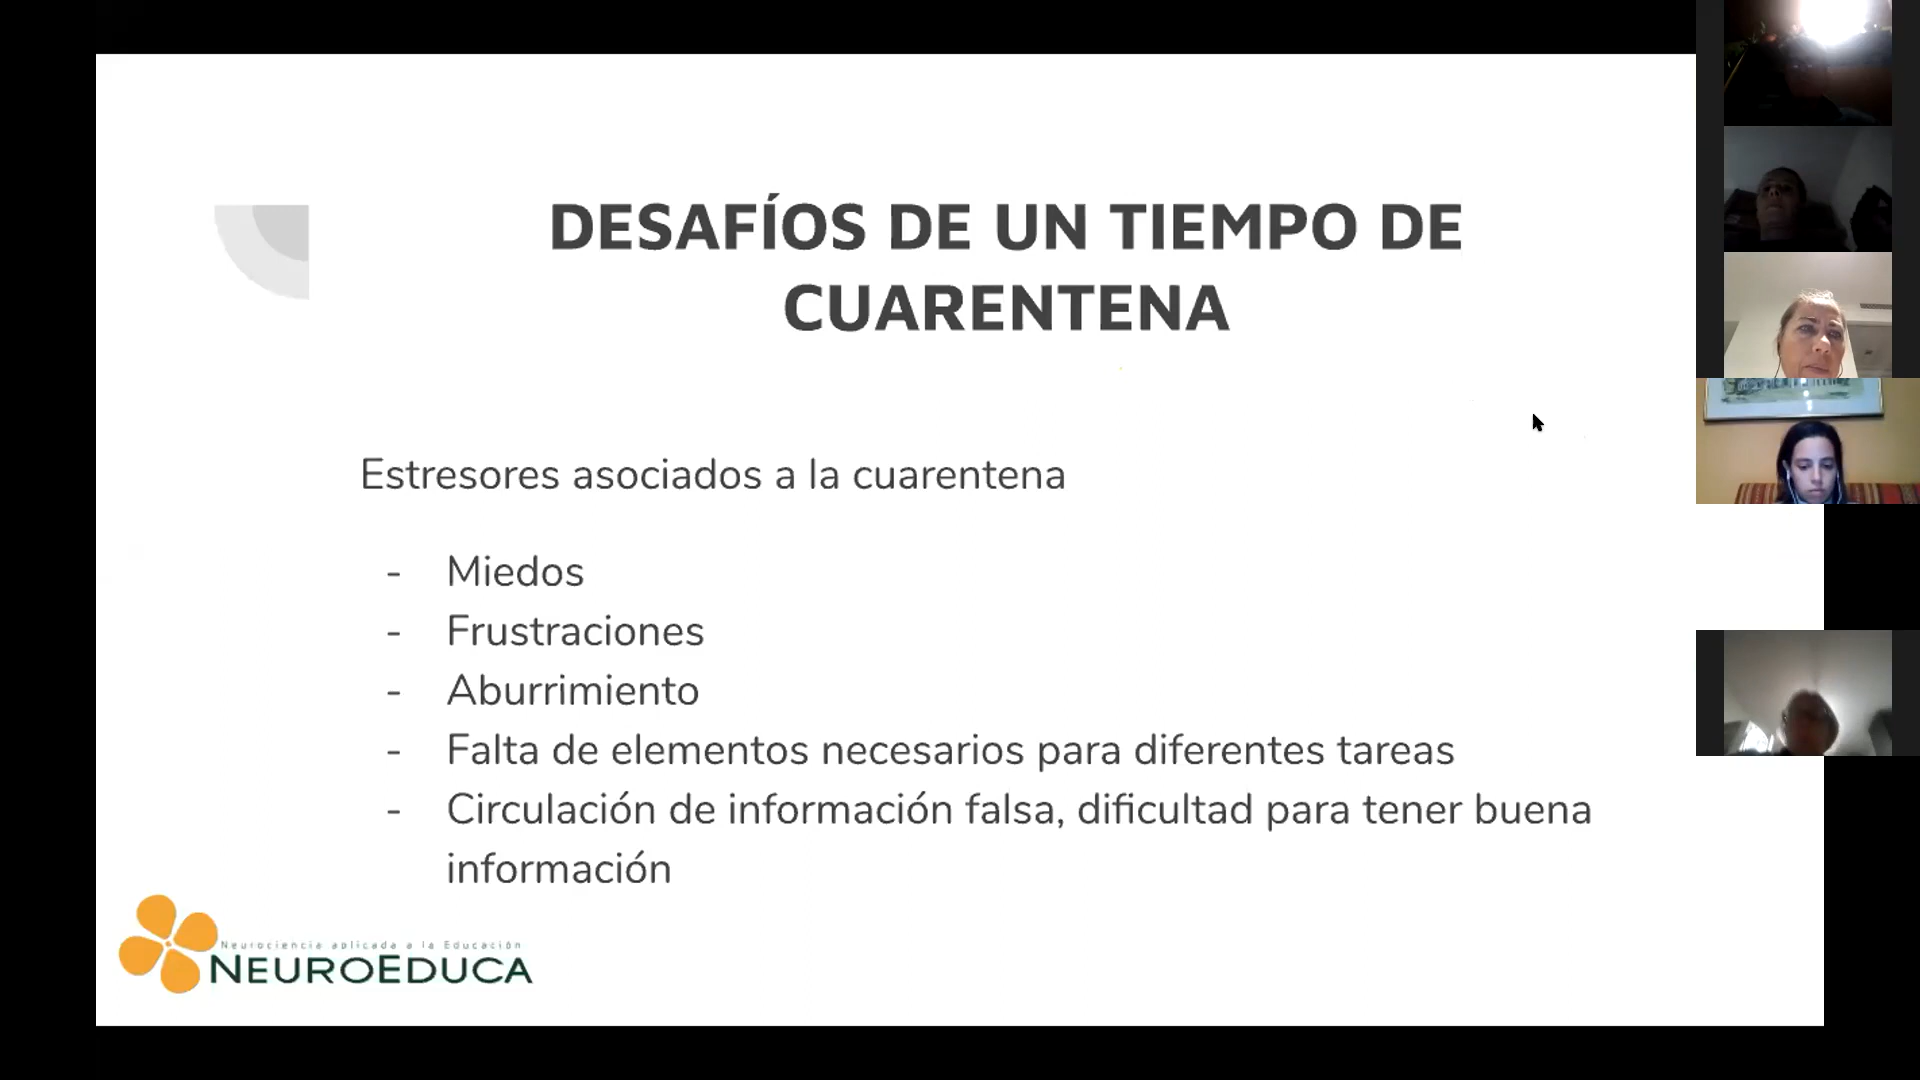 DESAFÍOS DE UN TIEMPO DE
CUARENTENA
Estresores asociados a la cuarentena
- Miedos
- Frustraciones
- Aburrimiento
- Falta de elementos necesarios para diferentes tareas
- Circulación de información falsa, dificultad para tener buena
información
Neurociencia aplicada a la Educación
NEUROEDUCA